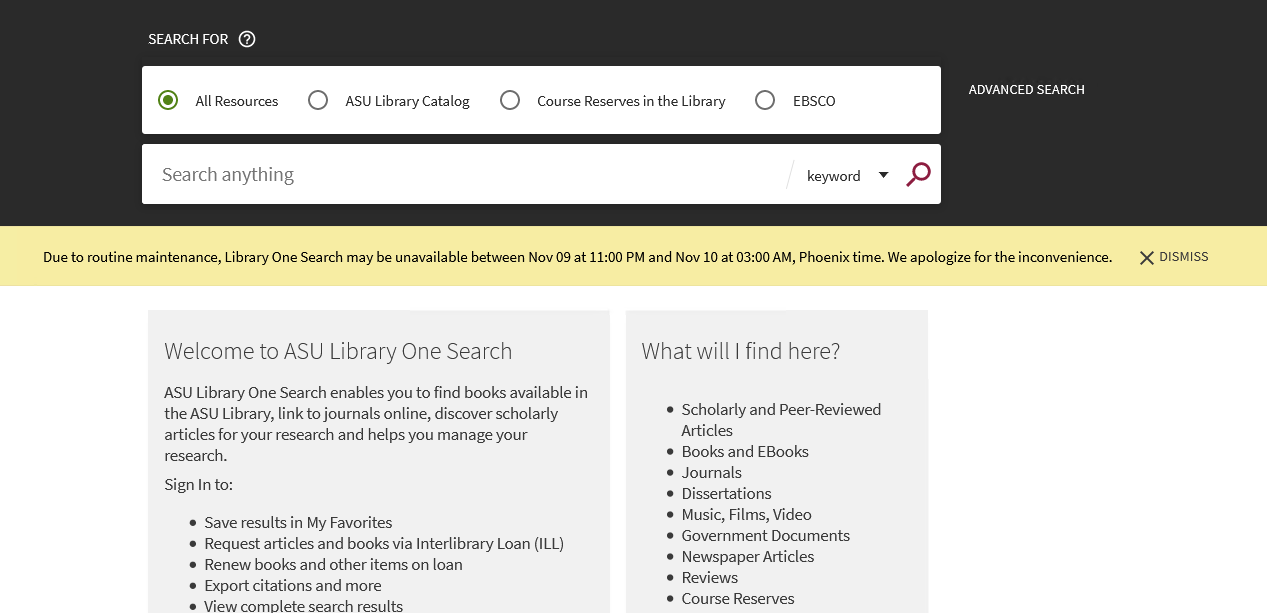 SEARCH FOR
All Resources
ASU Library Catalog
Course Reserves in the Library
EBSCO
ADVANCED SEARCH
Search anything
keyword
Due to routine maintenance, Library One Search may be unavailable between Nov 09 at 11:00 PM and Nov 10 at 03:00 AM, Phoenix time. We apologize for the inconvenience.
DISMISS
Welcome to ASU Library One Search
ASU Library One Search enables you to find books available in
the ASU Library, link to journals online, discover scholarly
articles for your research and helps you manage your
research.
Sign In to:
Save results in My Favorites
Request articles and books via Interlibrary Loan (ILL)
Renew books and other items on loan
Export citations and more
View complete search results
What will I find here?
Scholarly and Peer-Reviewed
Articles
Books and EBooks
Journals
Dissertations
Music, Films, Video
Government Documents
Newspaper Articles
Reviews
Course Reserves